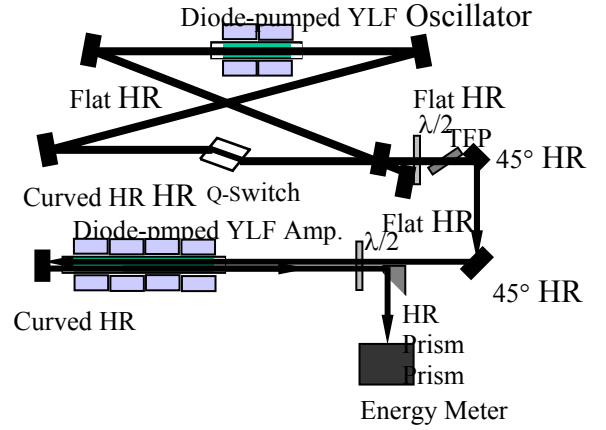 Diode-pumped YLF Oscillator
Flat HR
Flat HR
λ/2
TFP
45° HR
Curved HR HR
Q-Switch
Flat HR
Diode-pmped YLF Amp.
λ/2
45° HR
Curved HR
HR
Prism
Prism
Energy Meter